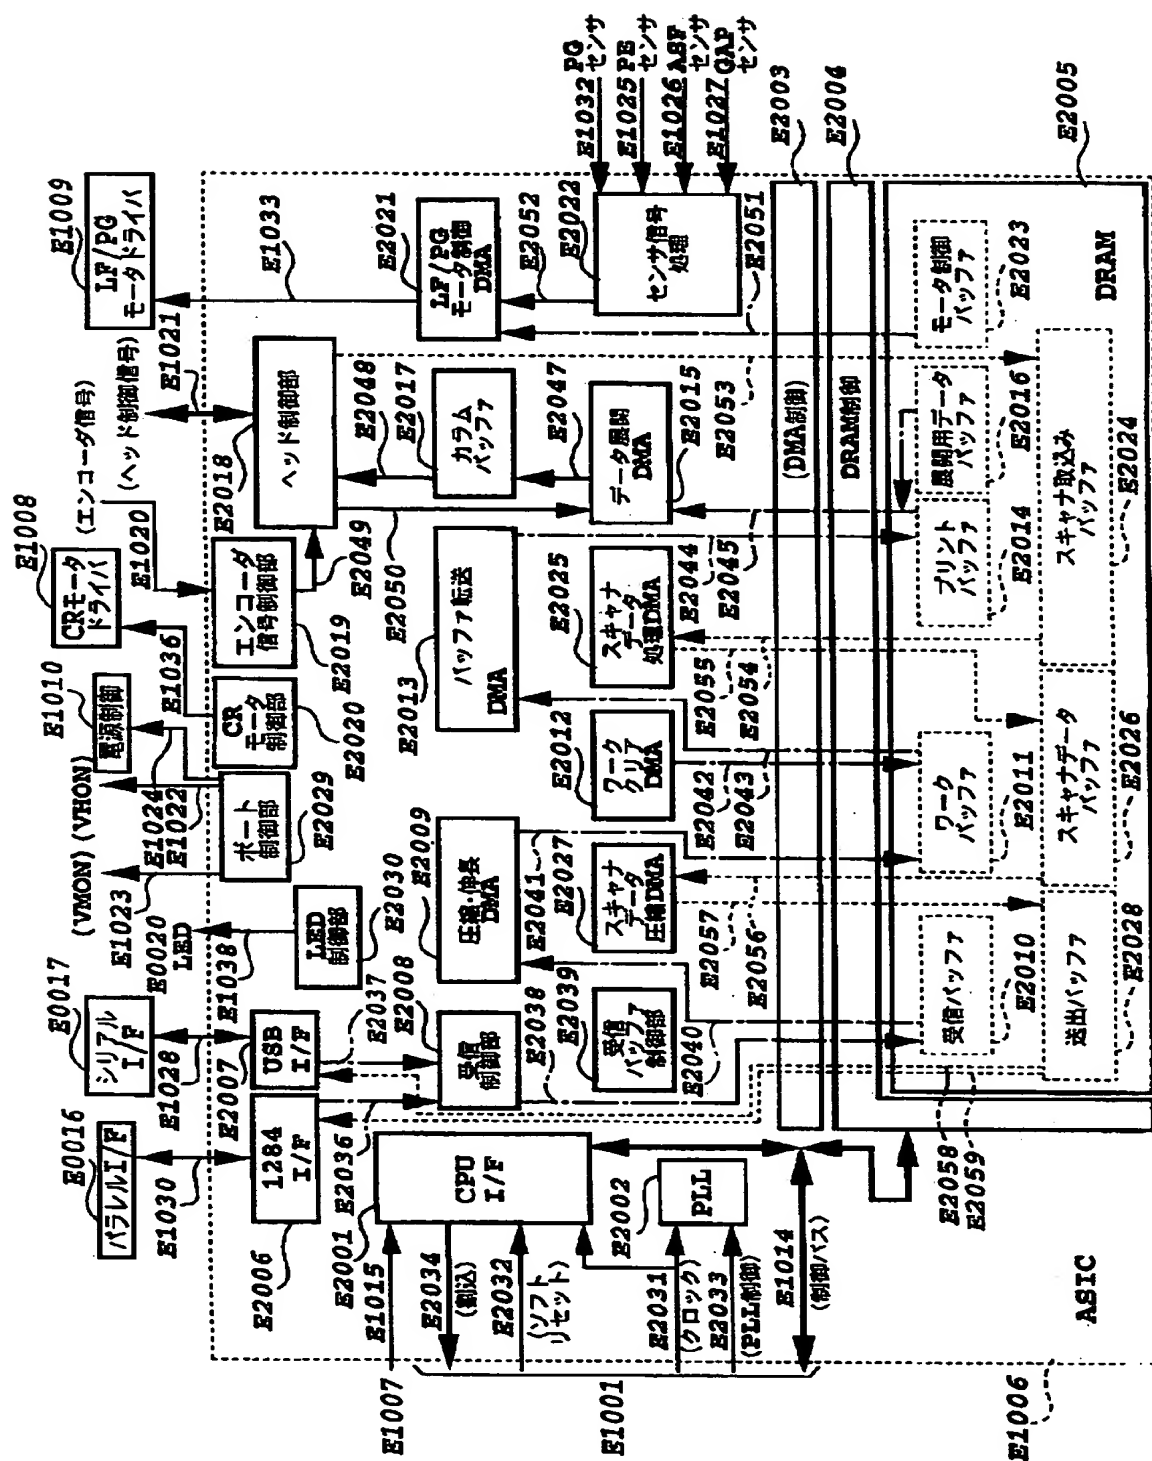 E0016
パラレルI/F
E1030
E0017
シリアル
I/F
E1028
E2007
E0020
LED
E1038
(VMON)
(VHON)
E1023
E1024
E1022
E1010
電源制御
E1036
E1008
CRモータ
ドライバ
E1020
(エンコーダ信号)
(ヘッド制御信号)
E1021
E1009
LF/PG
モータドライバ
E1033
E2006
1284
I/F
USB
I/F
E2037
LED
制御部
E2030
ポート
制御部
E2029
CR
モータ
制御部
E2020
エンコーダ
信号制御部
E2019
E2018
ヘッド制御部
E2049
E2050
E2048
E2017
カラム
バッファ
E2047
LF/PG
モータ制御
DMA
E2021
E2052
E2022
センサ信号
処理
E1032
PG
センサ
E1025
PE
センサ
E1026
ASF
センサ
E1027
GAP
センサ
E2051
E2036
E2001
E1015
E2034
(割込)
E2032
(ソフト
リセット)
CPU
I/F
E2002
PLL
E2031
(クロック)
E2033
(PLL制御)
E1014
(制御バス)
E1007
E1001
E1006
ASIC
E2008
受信
制御部
E2038
E2039
受信
バッファ
制御部
E2040
E2009
圧縮・伸長
DMA
E2041
E2027
スキャナ
データ
圧縮DMA
E2057
E2056
E2012
ワーク
クリア
DMA
E2042
E2043
E2013
バッファ転送
DMA
E2025
スキャナ
データ
処理DMA
E2055
E2054
E2044
E2045
データ展開
DMA
E2015
E2053
E2003
(DMA制御)
E2004
DRAM制御
E2005
DRAM
E2058
E2059
受信バッファ
E2010
送出バッファ
E2028
ワーク
バッファ
E2011
スキャナデータ
バッファ
E2026
プリント
バッファ
E2014
展開用データ
バッファ
E2016
スキャナ取込み
バッファ
E2024
モータ制御
バッファ
E2023